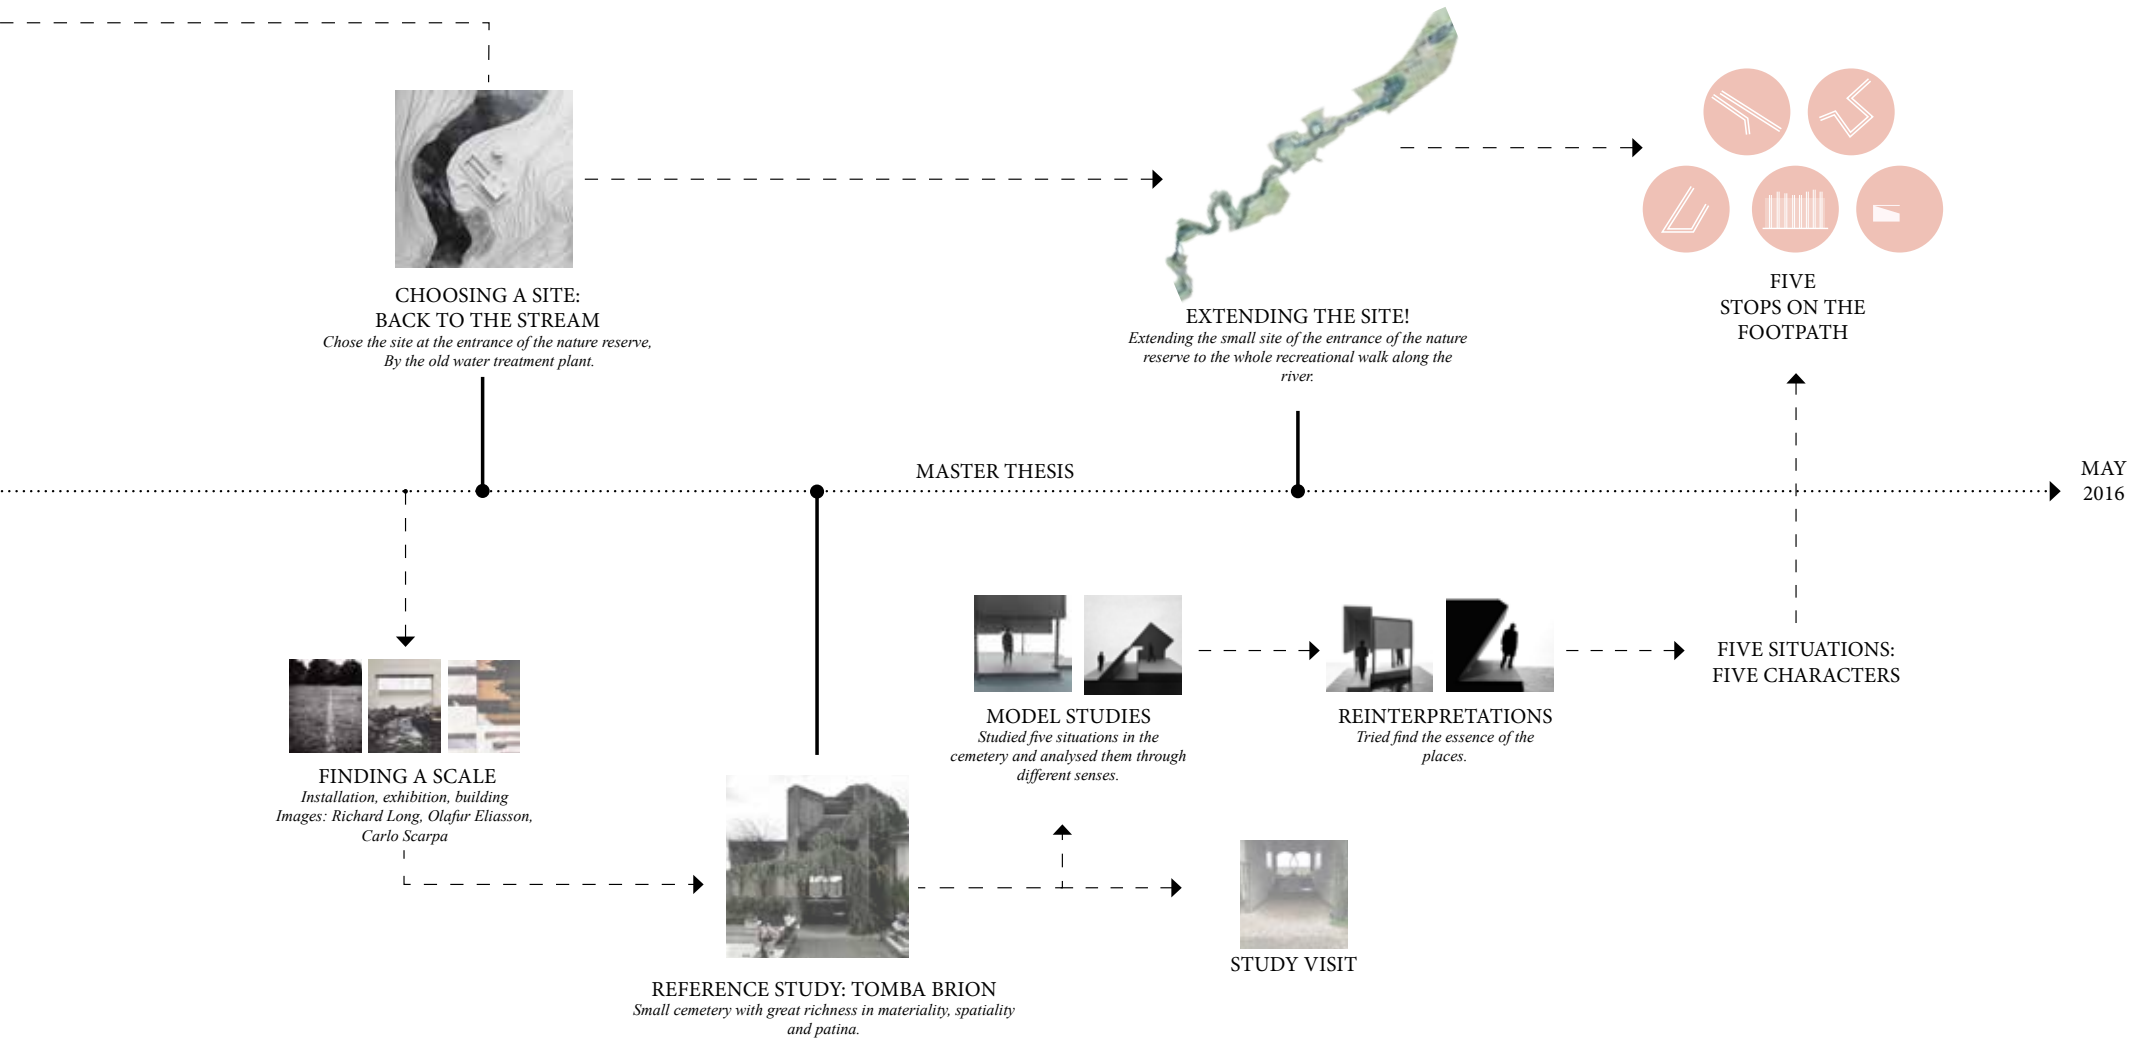 CHOOSING A SITE:
BACK TO THE STREAM
Chose the site at the entrance of the nature reserve,
By the old water treatment plant.
EXTENDING THE SITE!
Extending the small site of the entrance of the nature
reserve to the whole recreational walk along the
river.
FIVE
STOPS ON THE
FOOTPATH
MASTER THESIS
MAY
2016
FINDING A SCALE
Installation, exhibition, building
Images: Richard Long, Olafur Eliasson,
Carlo Scarpa
REFERENCE STUDY: TOMBA BRION
Small cemetery with great richness in materiality, spatiality
and patina.
MODEL STUDIES
Studied five situations in the
cemetery and analysed them through
different senses.
STUDY VISIT
REINTERPRETATIONS
Tried find the essence of the
places.
FIVE SITUATIONS:
FIVE CHARACTERS